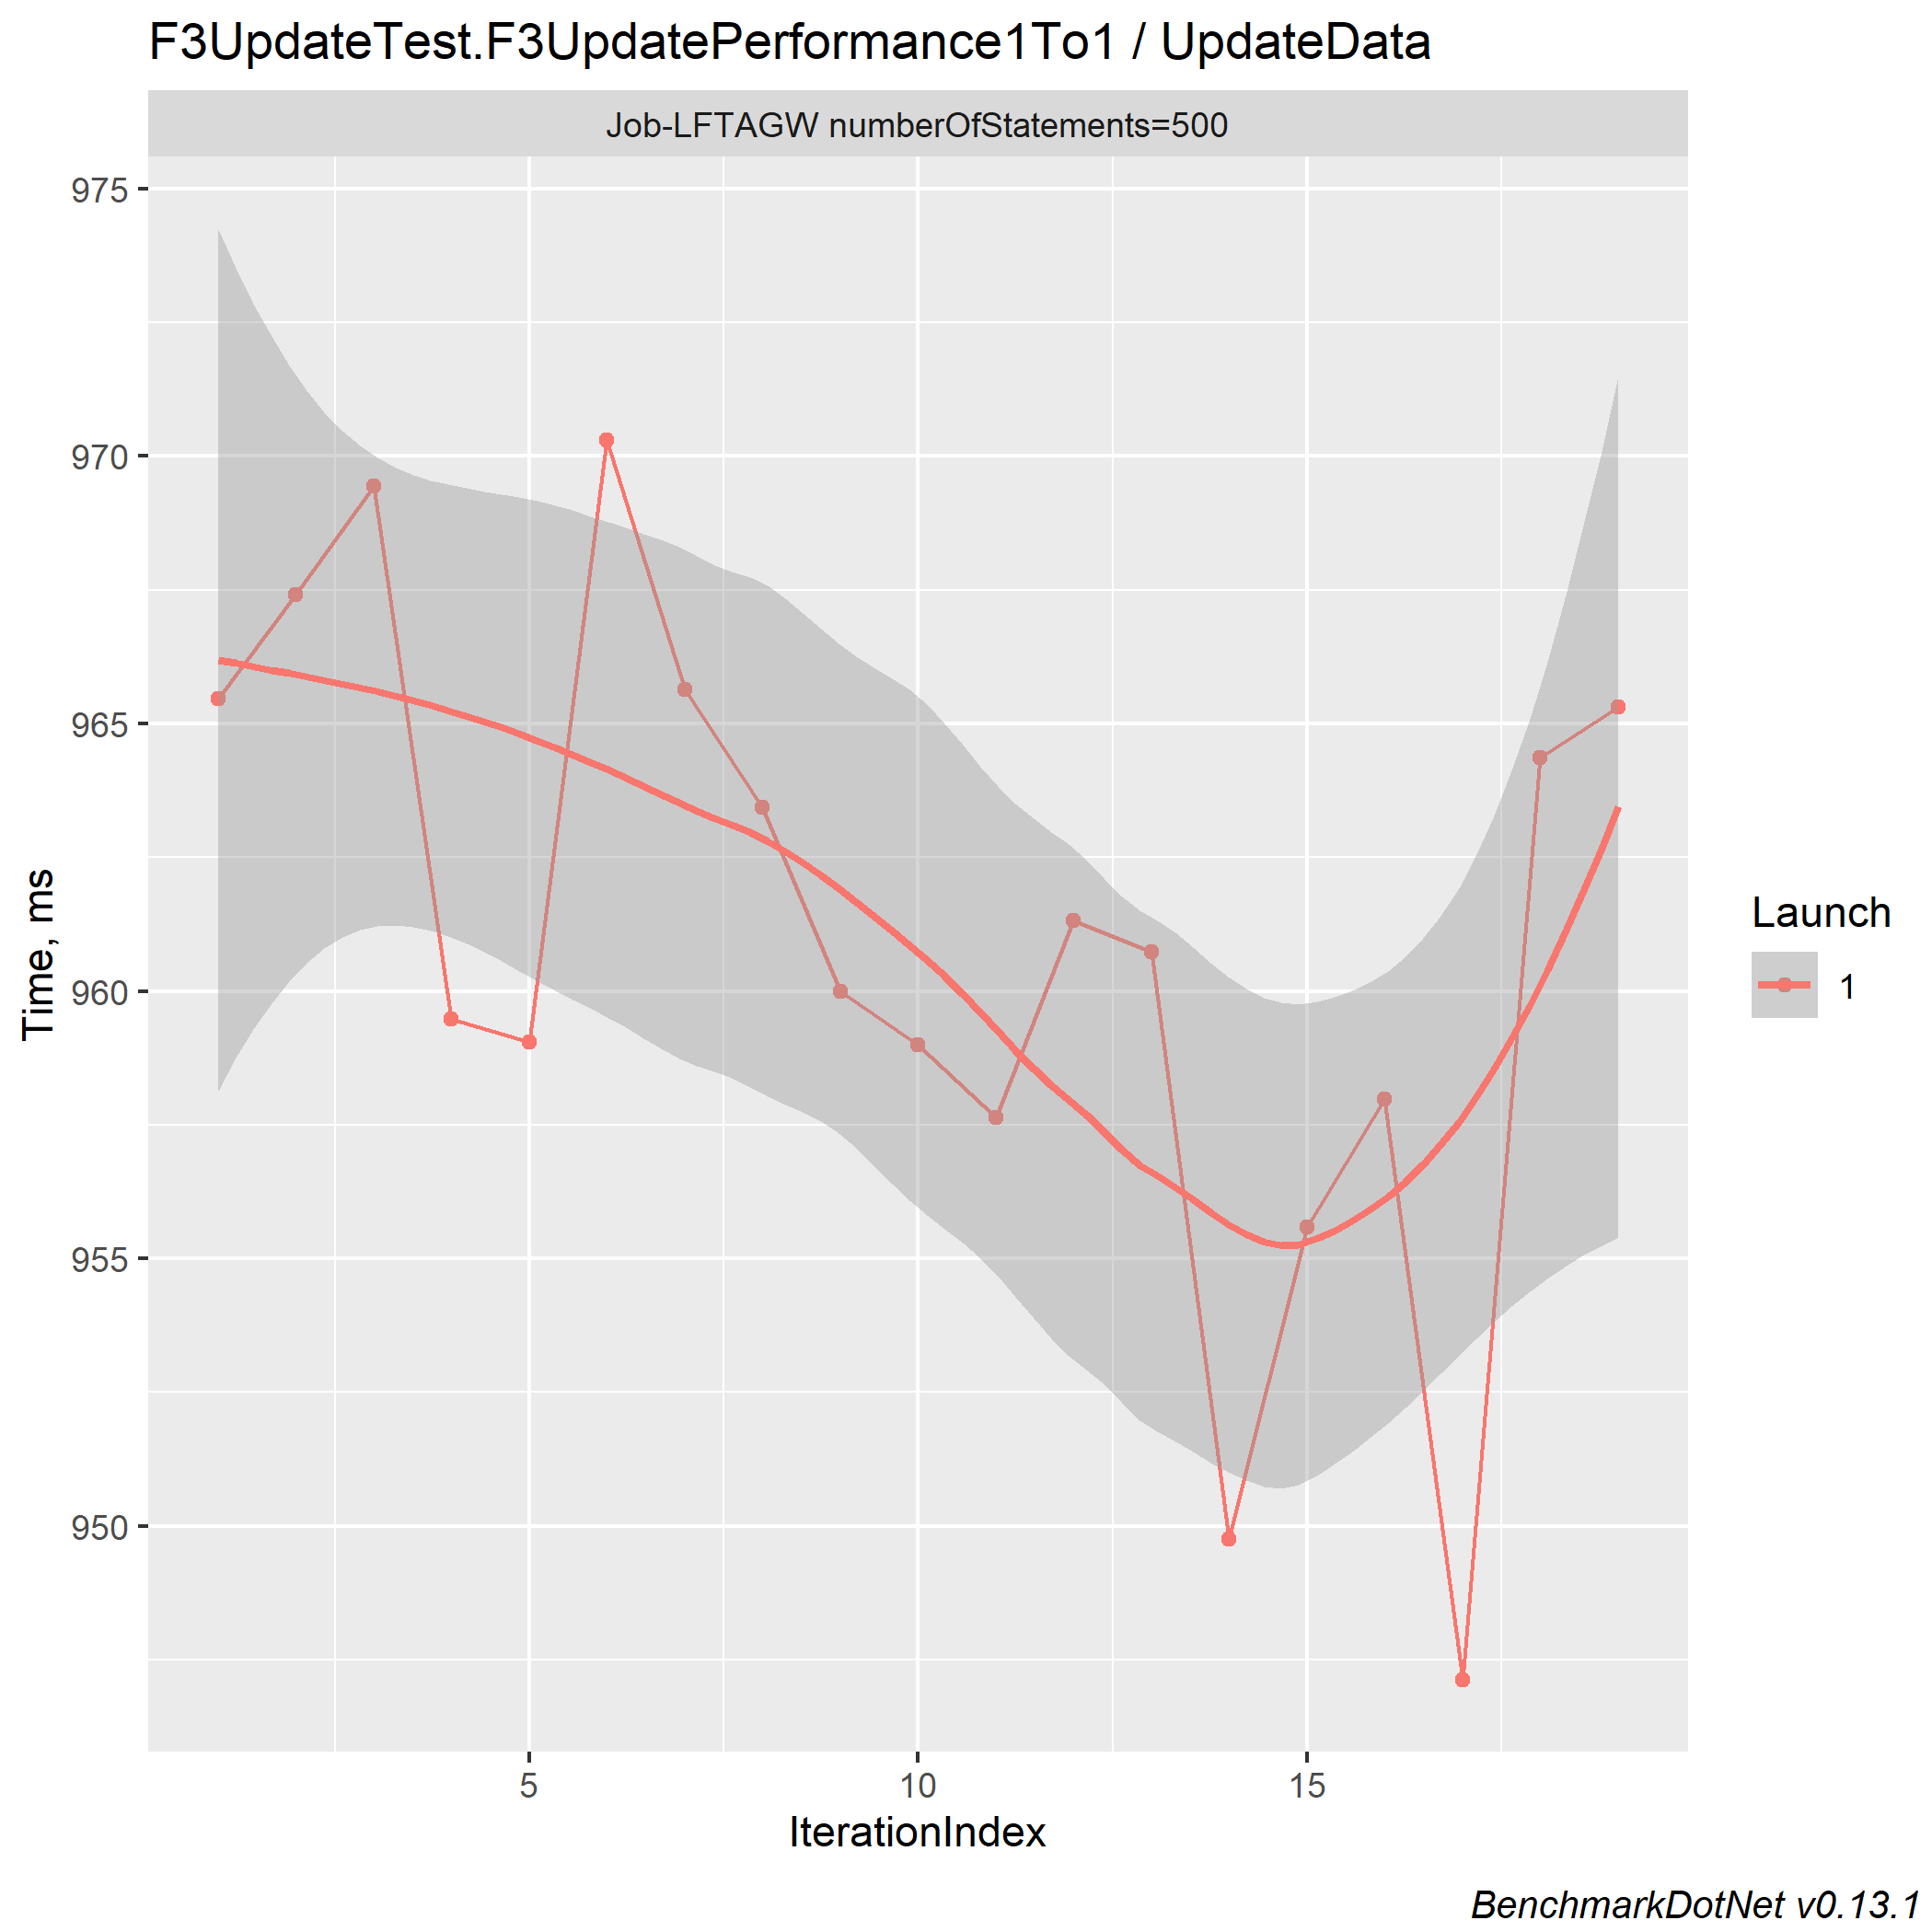 F3UpdateTest.F3UpdatePerformance1To1 / UpdateData
Job-LFTAGW numberOfStatements=500
975
970
965
960
955
950
Time, ms
5 10 15
IterationIndex
Launch
1
BenchmarkDotNet v0.13.1